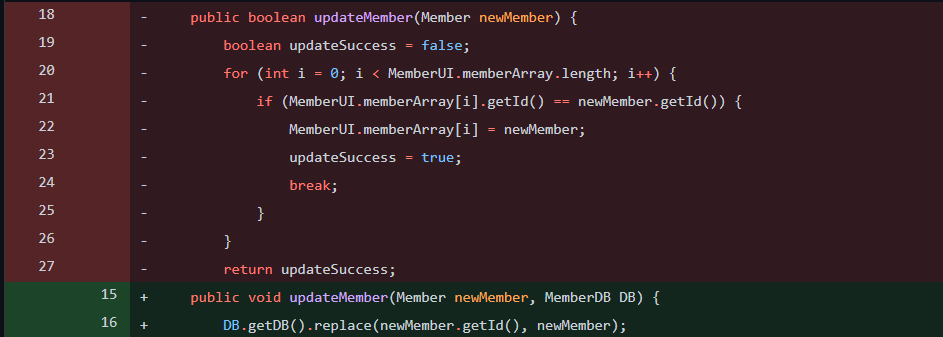 18 - public boolean updateMember(Member newMember) {
19 - boolean updateSuccess = false;
20 - for (int i = 0; i < MemberUI.memberArray.length; i++) {
21 - if (MemberUI.memberArray[i].getId() == newMember.getId()) {
22 - MemberUI.memberArray[i] = newMember;
23 - updateSuccess = true;
24 - break;
25 - }
26 - }
27 - return updateSuccess;
15 + public void updateMember(Member newMember, MemberDB DB) {
16 + DB.getDB().replace(newMember.getId(), newMember);